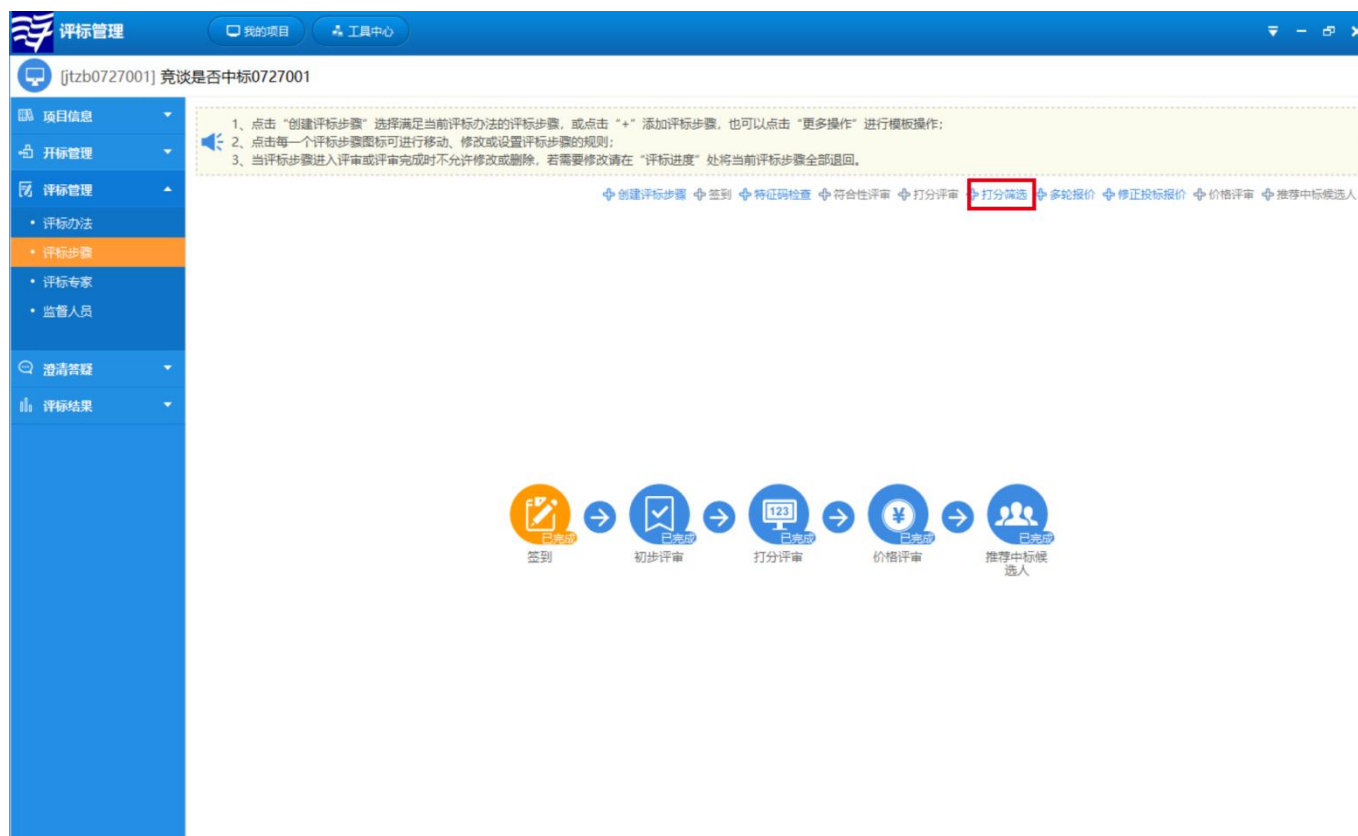 评标管理
我的项目
工具中心
[jtzb0727001] 竞谈是否中标0727001
项目信息
开标管理
评标管理
• 评标办法
• 评标步骤
• 评标专家
• 监督人员
澄清答疑
评标结果
1、点击“创建评标步骤”选择满足当前评标办法的评标步骤，或点击“+”添加评标步骤，也可以点击“更多操作”进行模板操作；
2、点击每一个评标步骤图标可进行移动、修改或设置评标步骤的规则；
3、当评标步骤进入评审或评审完成时不允许修改或删除，若需要修改请在“评标进度”处将当前评标步骤全部退回。
创建评标步骤 签到 特征码检查 符合性评审 打分评审 打分筛选 多轮报价 修正投标报价 价格评审 推荐中标候选人
123 ¥
已完成 已完成 已完成 已完成 已完成
签到 初步评审 打分评审 价格评审 推荐中标候
选人